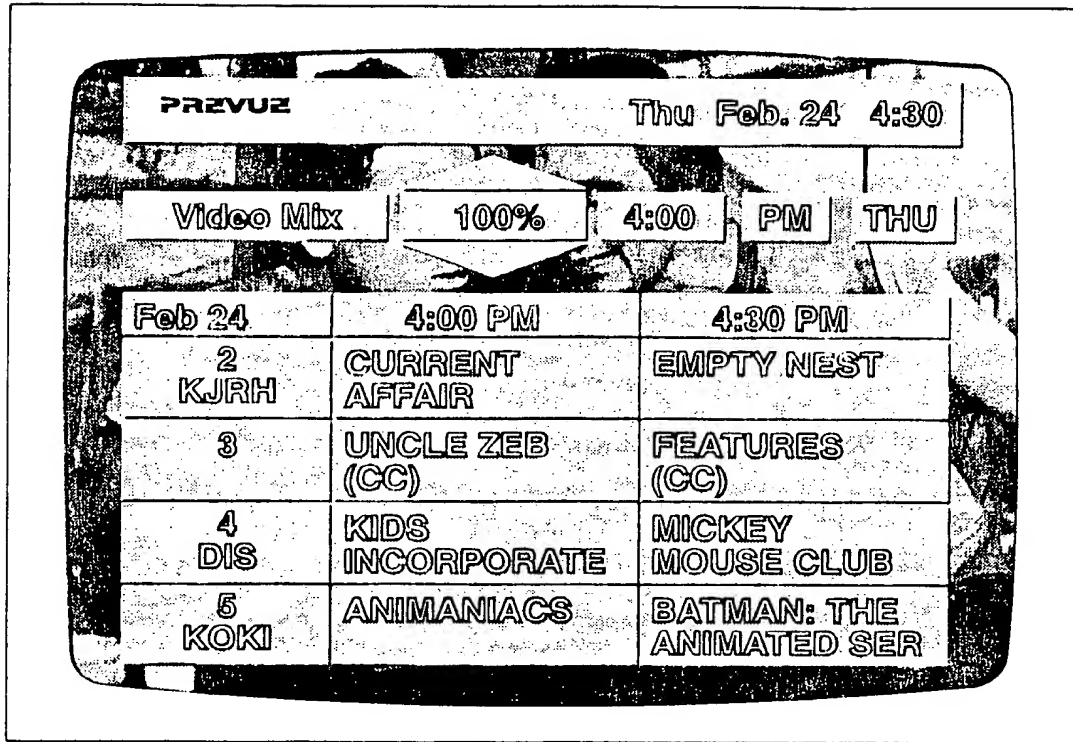 PREVUE Thu Feb. 24 4:30
Video Mix 100% 4:00 PM THU
Feb 24 4:00 PM 4:30 PM
2 KJRH CURRENT AFFAIR EMPTY NEST
3 UNCLE ZEB (CC) FEATURES (CC)
4 DIS KIDS INCORPORATE MICKEY MOUSE CLUB
5 KOKI ANIMANIACS BATMAN: THE ANIMATED SER